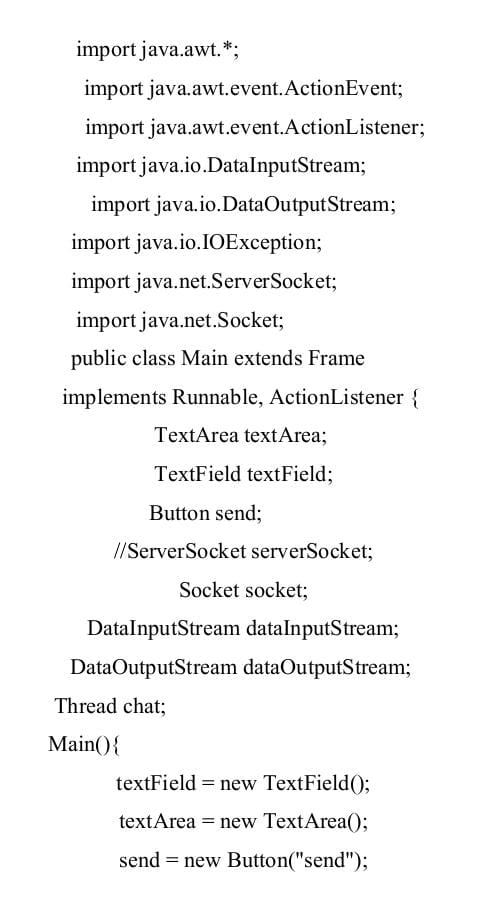 import java.awt.*;
import java.awt.event.ActionEvent;
import java.awt.event.ActionListener;
import java.io.DataInputStream;
import java.io.DataOutputStream;
import java.io.IOException;
import java.net.ServerSocket;
import java.net.Socket;
public class Main extends Frame
implements Runnable, ActionListener {
TextArea textArea;
TextField textField;
Button send;
//ServerSocket serverSocket;
Socket socket;
DataInputStream dataInputStream;
DataOutputStream dataOutputStream;
Thread chat;
Main(){
textField = new TextField();
textArea = new TextArea();
send = new Button("send");